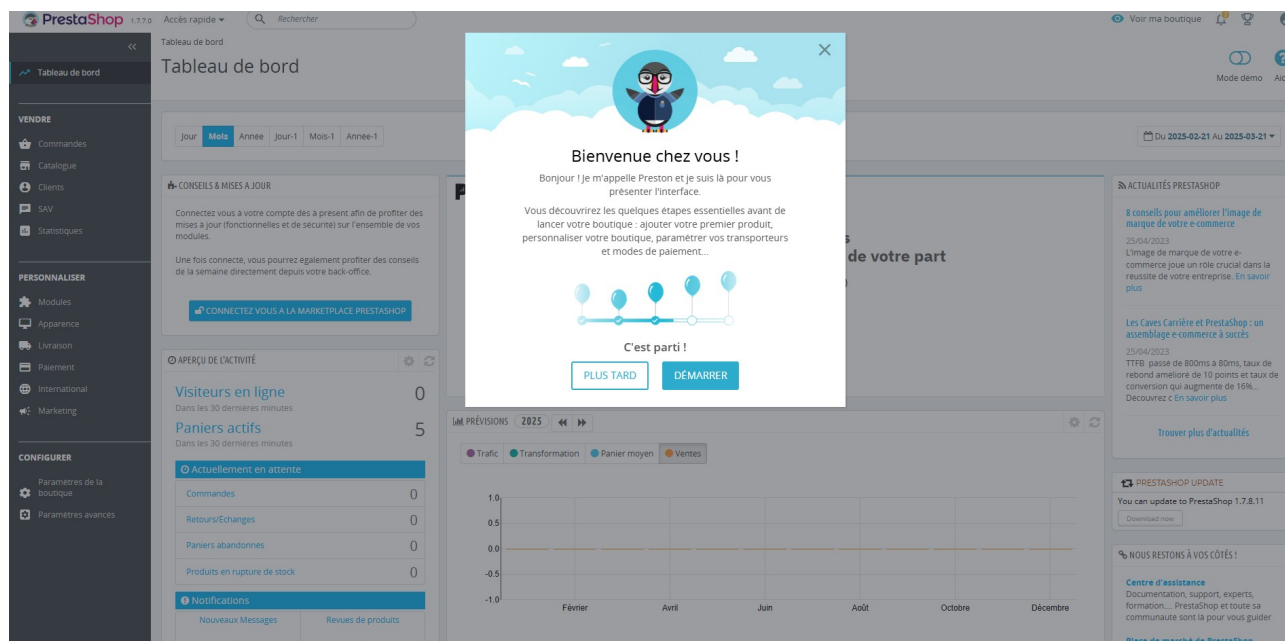 PrestaShop 1.7.7.0 Accès rapide Rechercher Voir ma boutique
Tableau de bord
Tableau de bord
Mode démo
Tableau de bord
VENDRE
Commandes
Catalogue
Clients
SAV
Statistiques
PERSONNALISER
Modules
Apparence
Livraison
Paiement
International
Marketing
CONFIGURER
Paramètres de la
boutique
Paramètres avancés
Jour Mois Année Jour-1 Mois-1 Année-1
Du 2025-02-21 Au 2025-03-21
CONSEILS & MISES A JOUR
Connectez vous à votre compte dès à présent afin de profiter des
mises à jour (fonctionnelles et de sécurité) sur l'ensemble de vos
modules.
Une fois connecté, vous pourrez également profiter des conseils
de la semaine directement depuis votre back-office.
CONNECTEZ VOUS A LA MARKETPLACE PRESTASHOP
APERÇU DE L'ACTIVITÉ
Visiteurs en ligne 0
Dans les 30 dernières minutes
Paniers actifs 5
Dans les 30 dernières minutes
Actuellement en attente
Commandes 0
Retours/Echanges 0
Paniers abandonnés 0
Produits en rupture de stock 0
Notifications
Nouveaux Messages Revues de produits
Bienvenue chez vous !
Bonjour ! Je m'appelle Preston et je suis là pour vous
présenter l'interface.
Vous découvrirez les quelques étapes essentielles avant de
lancer votre boutique : ajouter votre premier produit,
personnaliser votre boutique, paramétrer vos transporteurs
et modes de paiement...
C'est parti !
PLUS TARD DÉMARRER
de votre part
PRÉVISIONS 2025
Trafic Transformation Panier moyen Ventes
1.0
0.5
0.0
-0.5
-1.0
Février Avril Juin Août Octobre Décembre
ACTUALITÉS PRESTASHOP
8 conseils pour améliorer l'image de
marque de votre e-commerce
25/04/2023
L'image de marque de votre e-
commerce joue un rôle crucial dans la
réussite de votre entreprise. En savoir
plus
Les Caves Carrière et PrestaShop : un
assemblage e-commerce à succès
25/04/2023
TTFB passé de 800ms à 80ms, taux de
rebond amélioré de 10 points et taux de
conversion qui augmente de 16%...
Découvrez c En savoir plus
Trouver plus d'actualités
PRESTASHOP UPDATE
You can update to PrestaShop 1.7.8.11
Download now
NOUS RESTONS À VOS CÔTÉS !
Centre d'assistance
Documentation, support, experts,
formation.... PrestaShop et toute sa
communauté sont là pour vous guider
Place de marché de PrestaShop